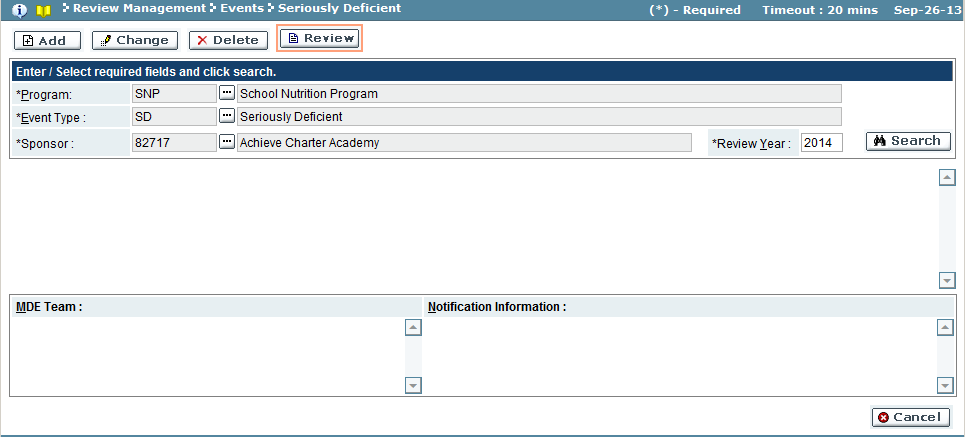 Review Management Events Seriously Deficient (*) - Required Timeout : 20 mins Sep-26-13
Add Change Delete Review
Enter / Select required fields and click search.
*Program: SNP ... School Nutrition Program
*Event Type : SD ... Seriously Deficient
*Sponsor : 82717 ... Achieve Charter Academy *Review Year : 2014 Search
MDE Team : Notification Information :
Cancel